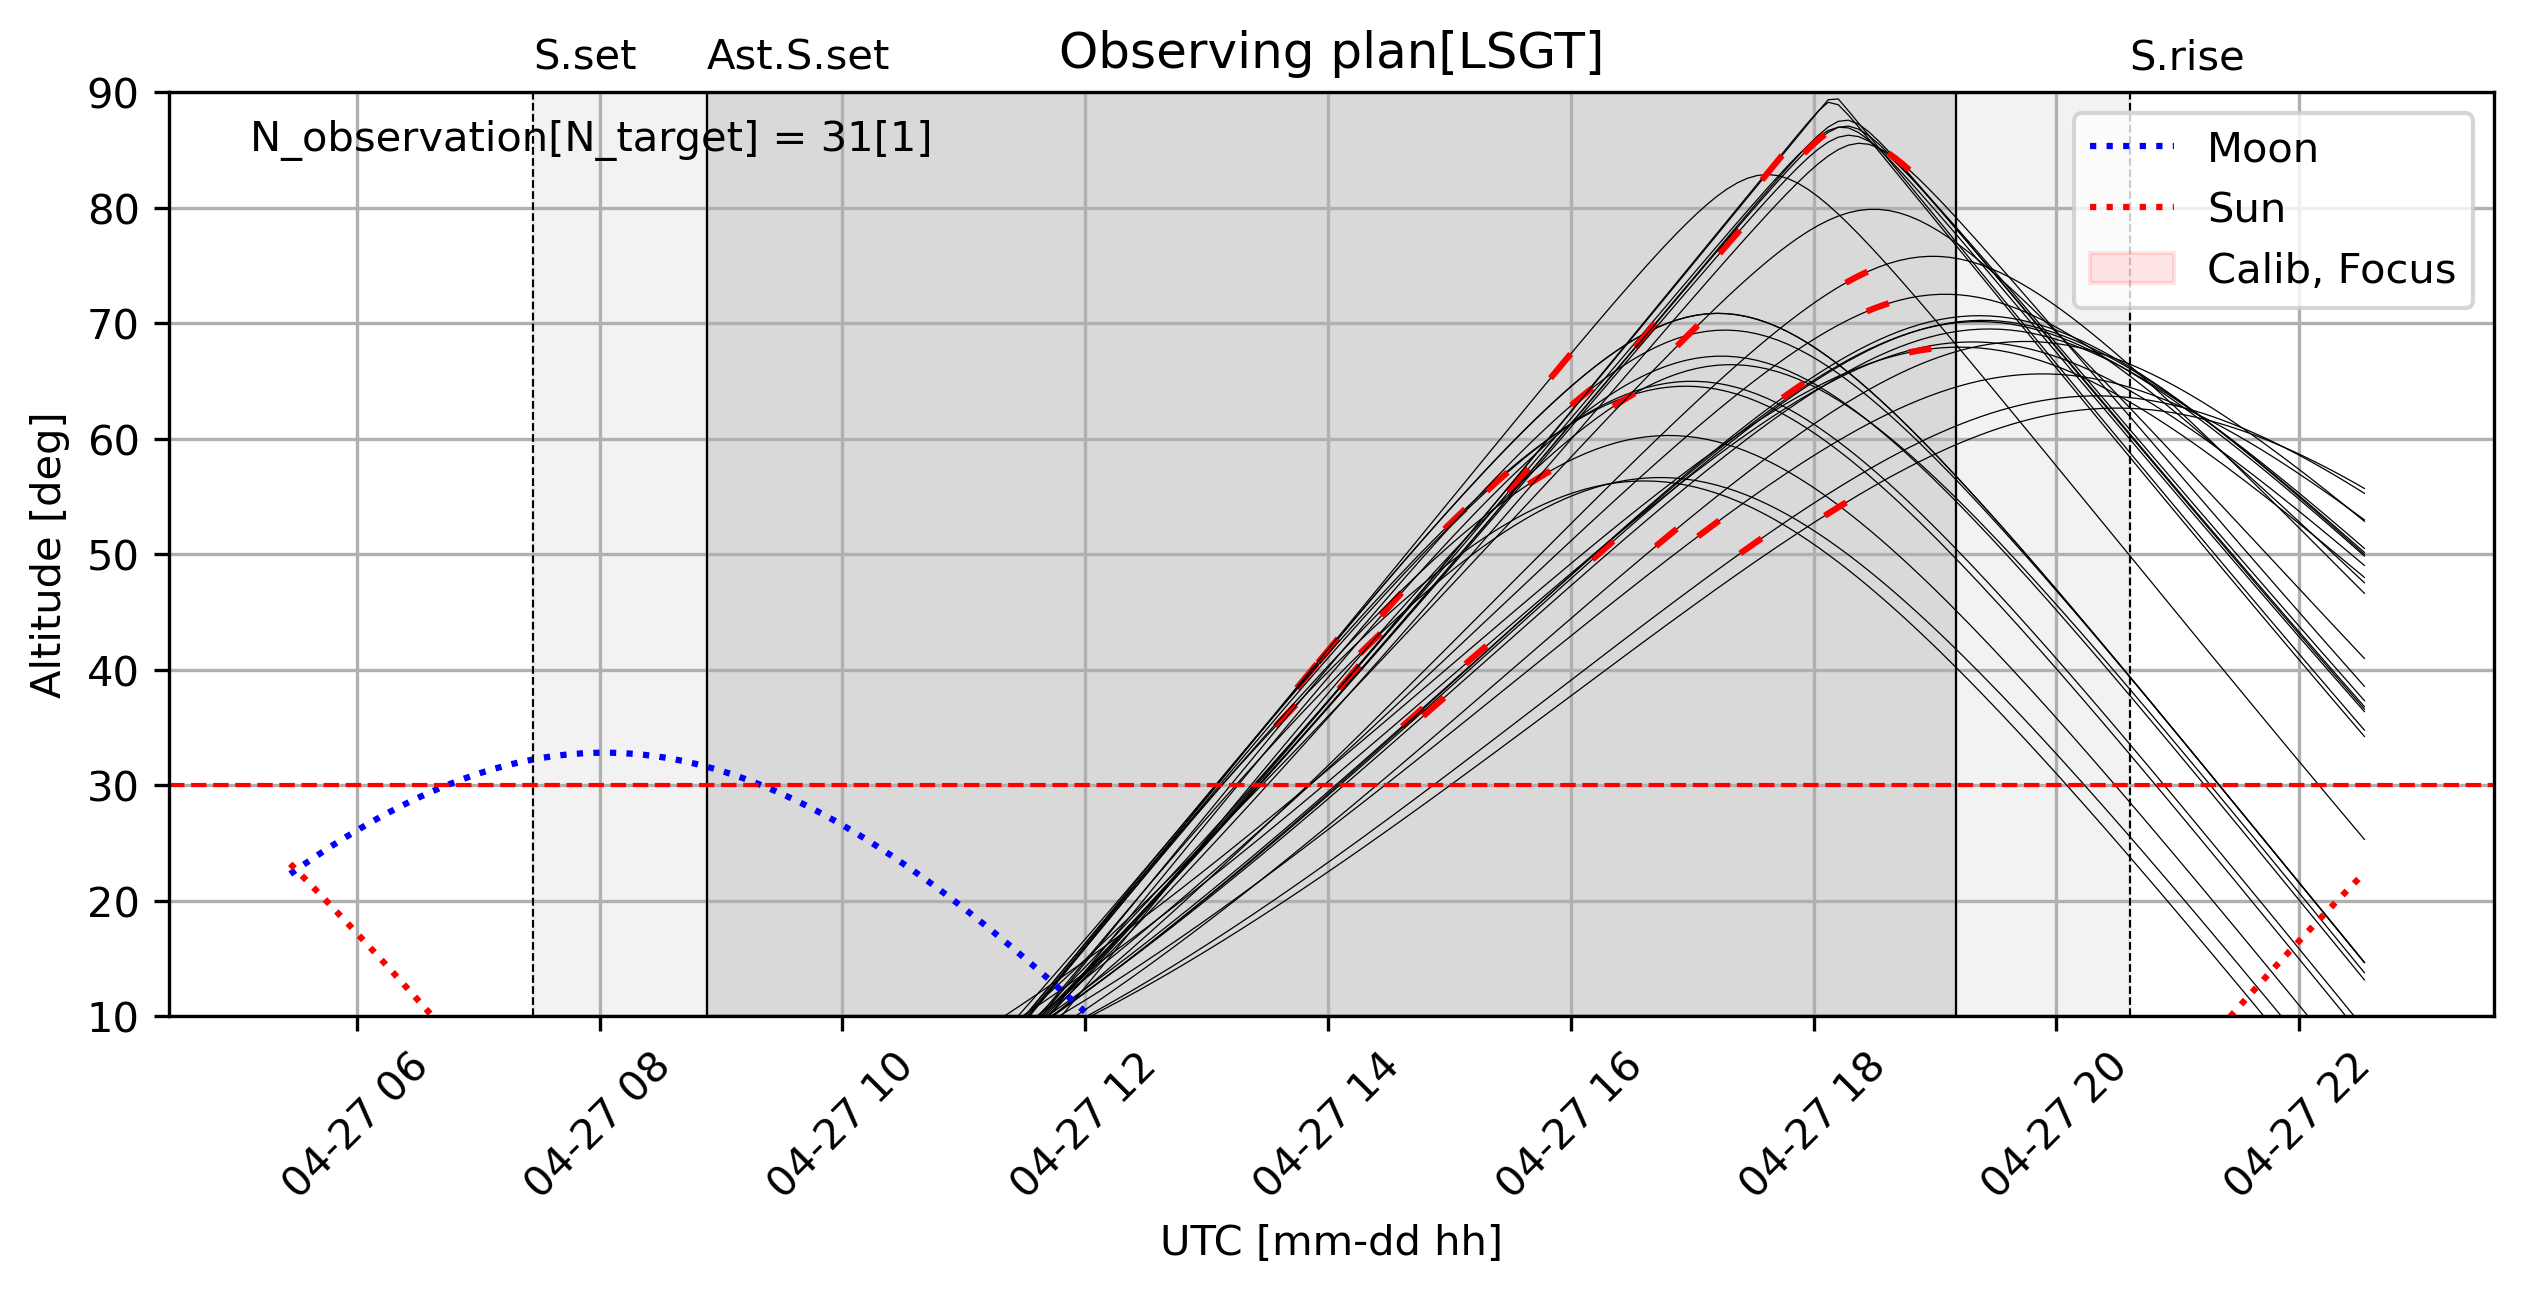 S.set
Ast.S.set
Observing plan[LSGT]
S.rise
N_observation[N_target] = 31[1]
Moon
Sun
Calib, Focus
90
80
70
60
50
40
30
20
10
Altitude [deg]
04-27 06
04-27 08
04-27 10
04-27 12
04-27 14
04-27 16
04-27 18
04-27 20
04-27 22
UTC [mm-dd hh]